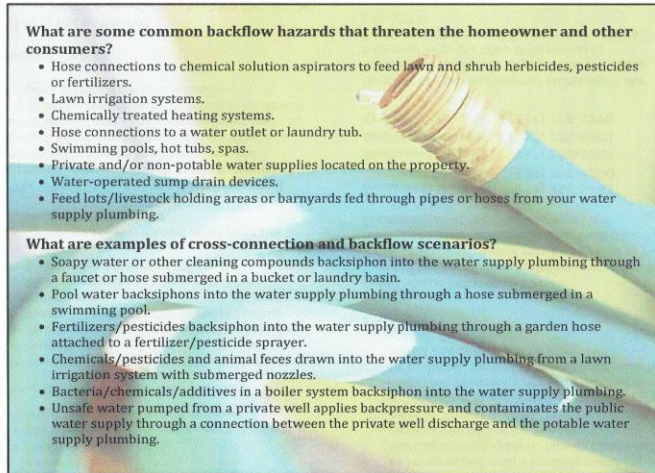 What are some common backflow hazards that threaten the homeowner and other
consumers?
• Hose connections to chemical solution aspirators to feed lawn and shrub herbicides, pesticides
or fertilizers.
• Lawn irrigation systems.
• Chemically treated heating systems.
• Hose connections to a water outlet or laundry tub.
• Swimming pools, hot tubs, spas.
• Private and/or non-potable water supplies located on the property.
• Water-operated sump drain devices.
• Feed lots/livestock holding areas or barnyards fed through pipes or hoses from your water
supply plumbing.
What are examples of cross-connection and backflow scenarios?
• Soapy water or other cleaning compounds backsiphon into the water supply plumbing through
a faucet or hose submerged in a bucket or laundry basin.
• Pool water backsiphons into the water supply plumbing through a hose submerged in a
swimming pool.
• Fertilizers/pesticides backsiphon into the water supply plumbing through a garden hose
attached to a fertilizer/pesticide sprayer.
• Chemicals/pesticides and animal feces drawn into the water supply plumbing from a lawn
irrigation system with submerged nozzles.
• Bacteria/chemicals/additives in a boiler system backsiphon into the water supply plumbing.
• Unsafe water pumped from a private well applies backpressure and contaminates the public
water supply through a connection between the private well discharge and the potable water
supply plumbing.